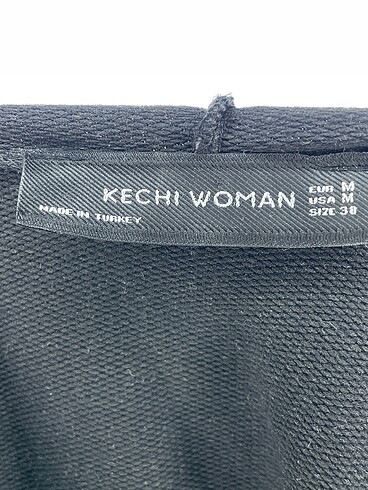 KECHI WOMAN
MADE IN TURKEY
EUR M
USA M
SIZE 38